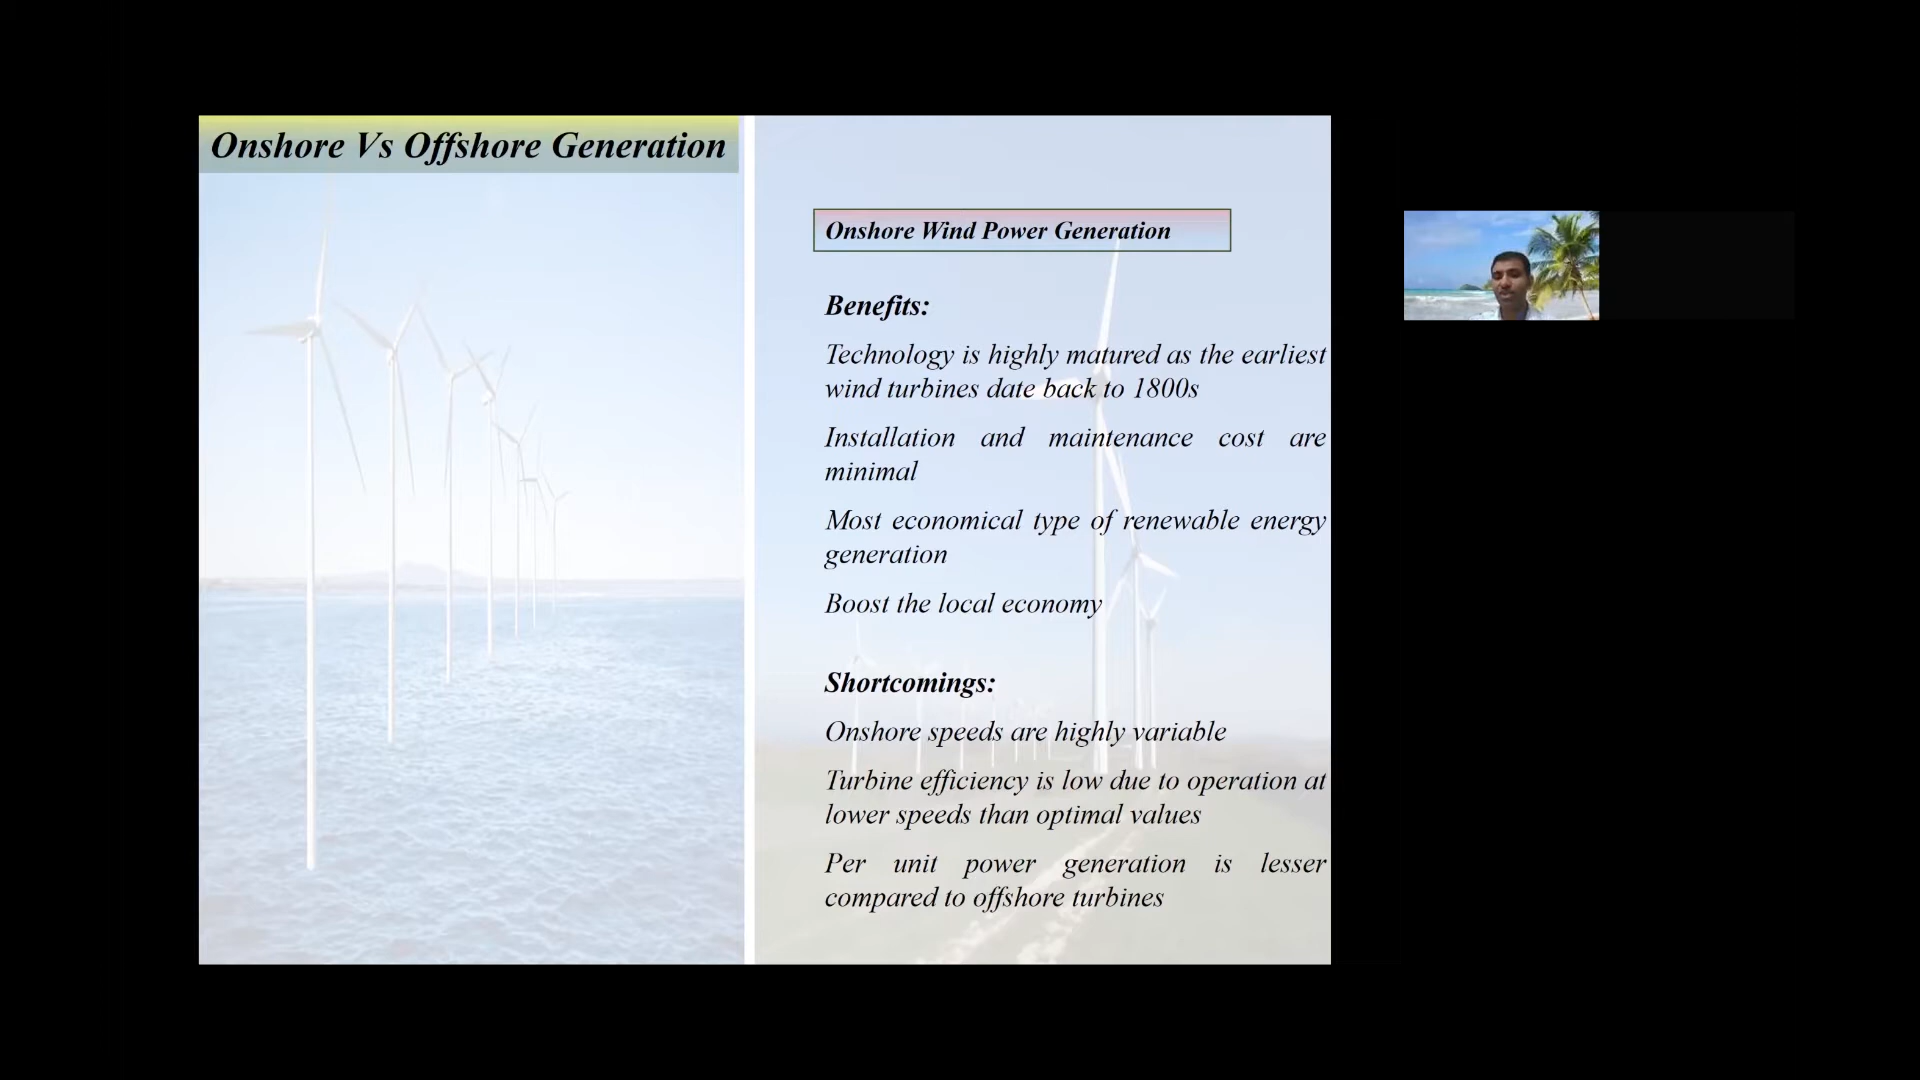 Onshore Vs Offshore Generation
Onshore Wind Power Generation
Benefits:
Technology is highly matured as the earliest
wind turbines date back to 1800s
Installation and maintenance cost are
minimal
Most economical type of renewable energy
generation
Boost the local economy
Shortcomings:
Onshore speeds are highly variable
Turbine efficiency is low due to operation at
lower speeds than optimal values
Per unit power generation is lesser
compared to offshore turbines